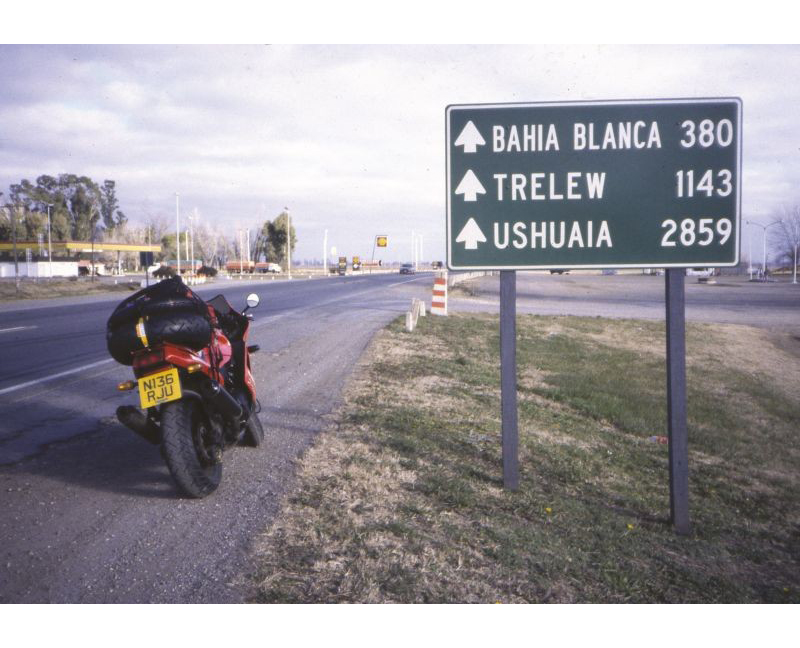 BAHIA BLANCA 380
TRELEW 1143
USHUAIA 2859
N136
RJU